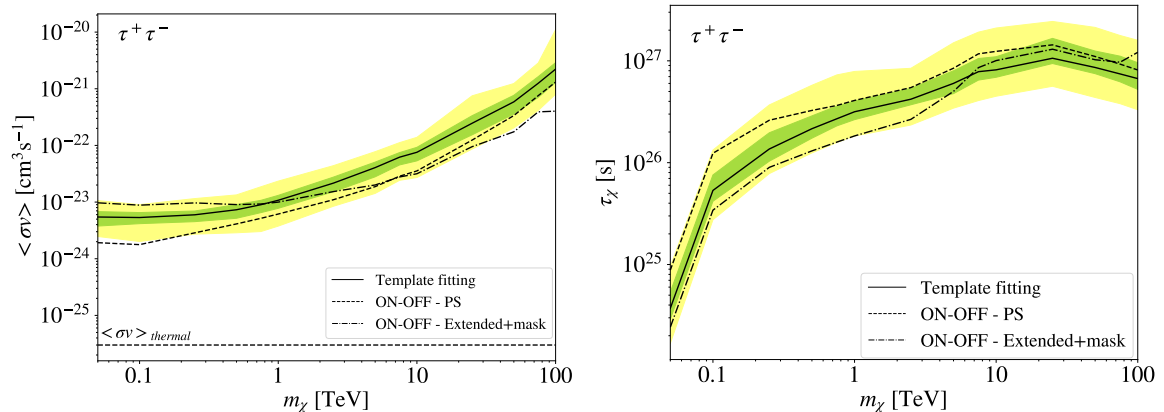 τ⁺τ⁻
10⁻²⁰
10⁻²¹
10⁻²²
10⁻²³
10⁻²⁴
10⁻²⁵
<σv> [cm³s⁻¹]
Template fitting
ON-OFF - PS
ON-OFF - Extended+mask
<σv>thermal
0.1 1 10 100
mχ [TeV]
τ⁺τ⁻
10²⁷
10²⁶
10²⁵
τχ [s]
Template fitting
ON-OFF - PS
ON-OFF - Extended+mask
0.1 1 10 100
mχ [TeV]